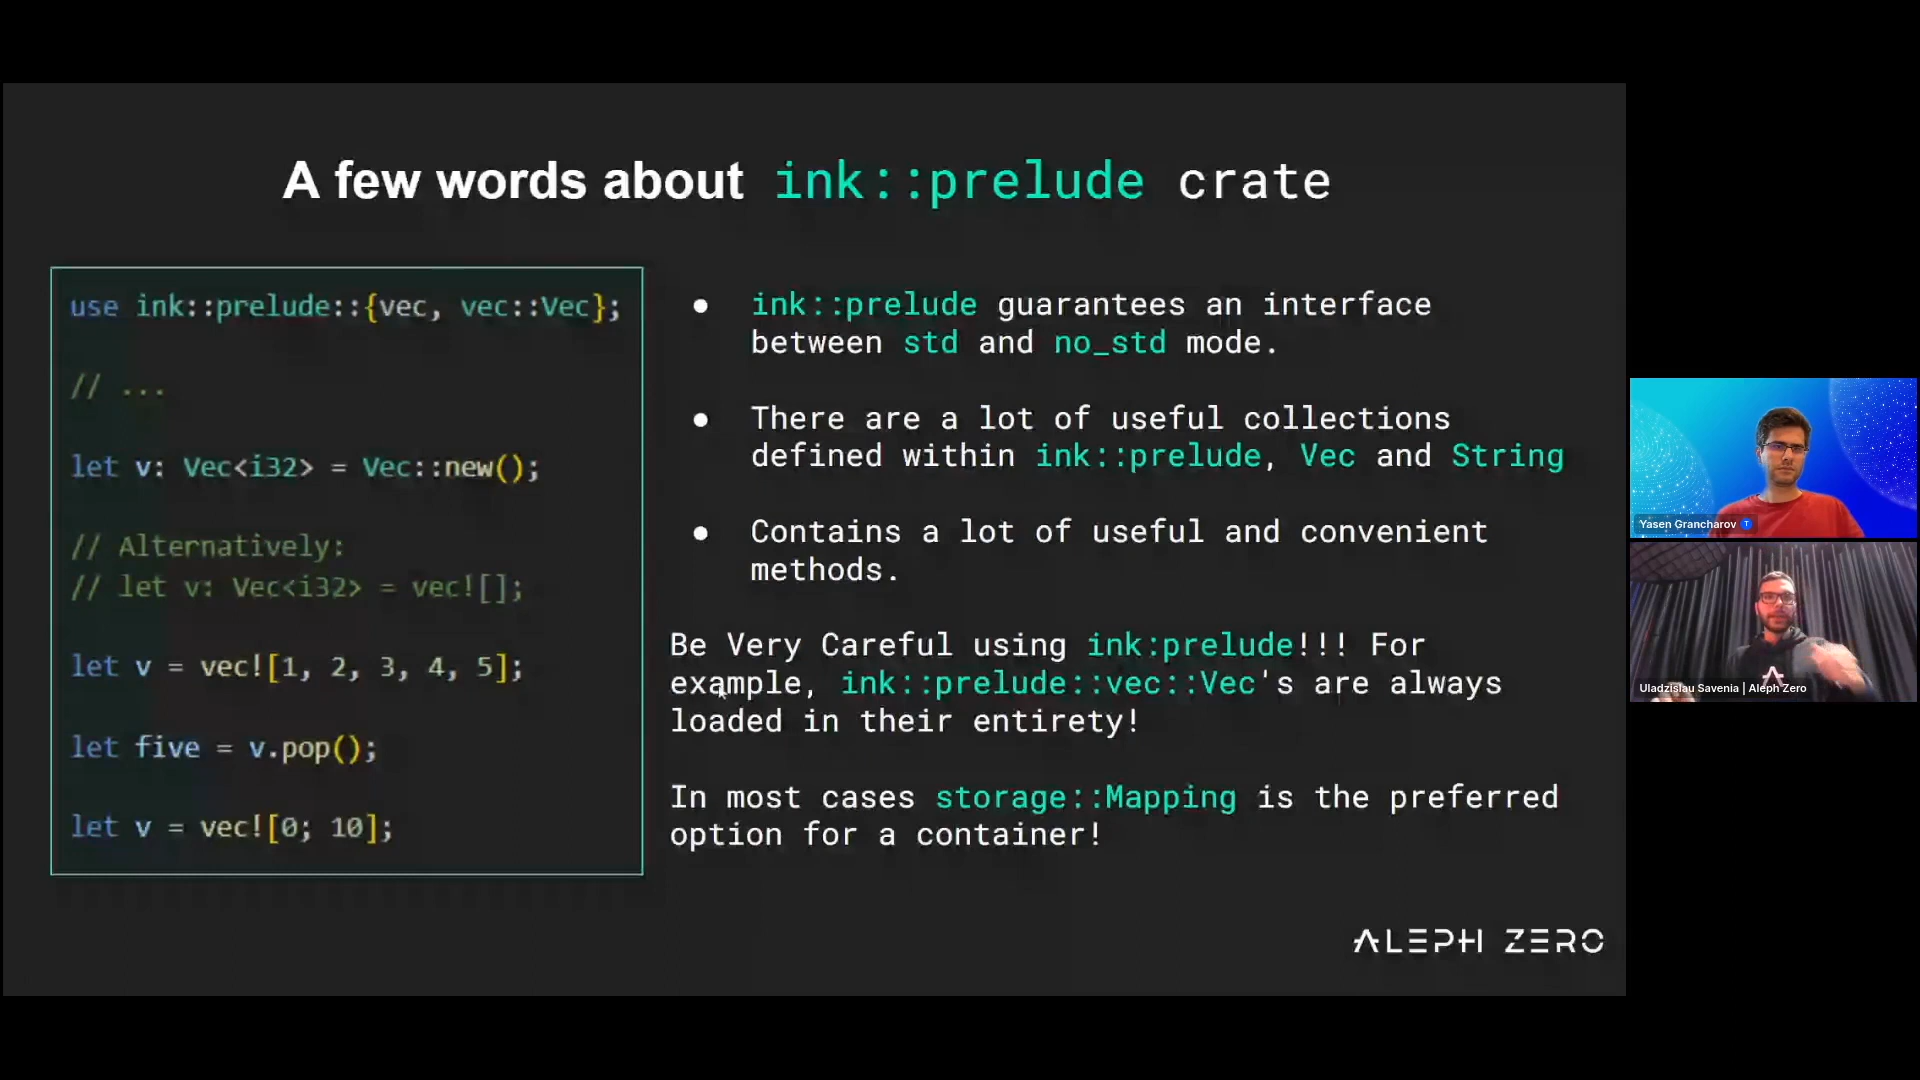 A few words about ink::prelude crate
use ink::prelude::{vec, vec::Vec};
// ...
let v: Vec<i32> = Vec::new();
// Alternatively:
// let v: Vec<i32> = vec![];
let v = vec![1, 2, 3, 4, 5];
let five = v.pop();
let v = vec![0; 10];
● ink::prelude guarantees an interface
between std and no_std mode.
● There are a lot of useful collections
defined within ink::prelude, Vec and String
● Contains a lot of useful and convenient
methods.
Be Very Careful using ink:prelude!!! For
example, ink::prelude::vec::Vec's are always
loaded in their entirety!
In most cases storage::Mapping is the preferred
option for a container!
ALEPH ZERO
Yasen Grancharov
Uladzislau Savenia | Aleph Zero